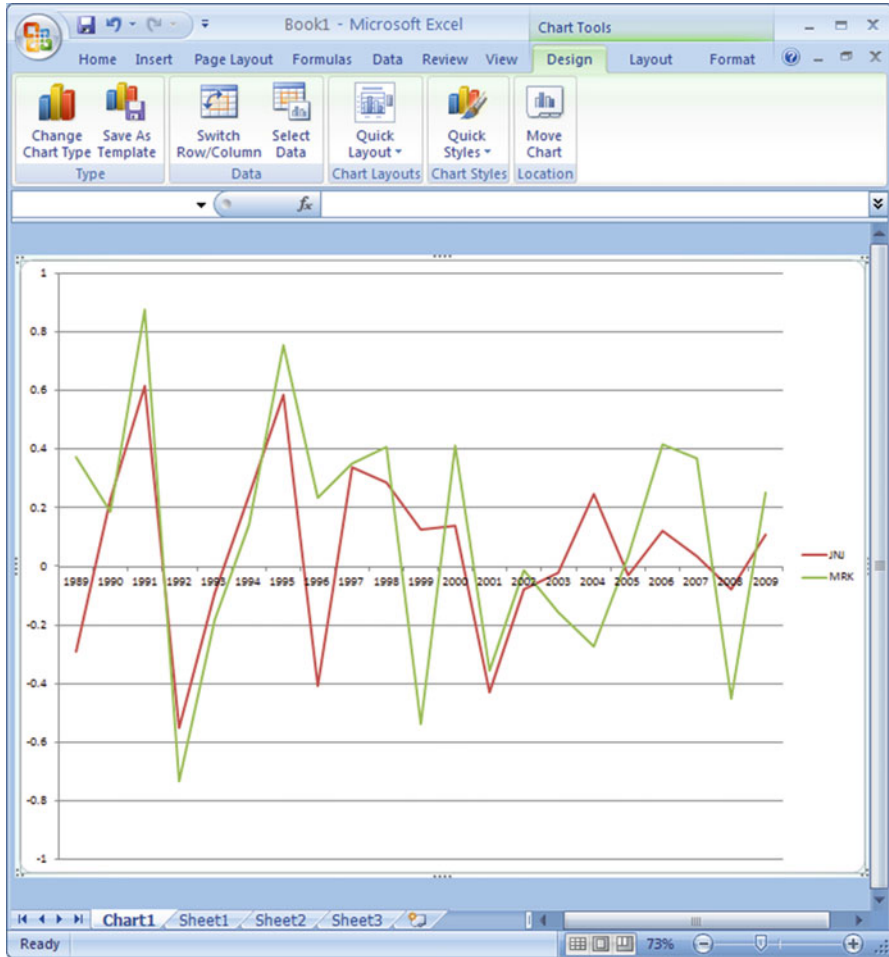 Book1 - Microsoft Excel
Chart Tools
Home Insert Page Layout Formulas Data Review View Design Layout Format
Change Chart Type
Save As Template
Switch Row/Column
Select Data
Quick Layout
Quick Styles
Move Chart
Type Data Chart Layouts Chart Styles Location
fx
1
0.8
0.6
0.4
0.2
0
-0.2
-0.4
-0.6
-0.8
-1
1989 1990 1991 1992 1993 1994 1995 1996 1997 1998 1999 2000 2001 2002 2003 2004 2005 2006 2007 2008 2009
JNJ
MRK
Chart1 Sheet1 Sheet2 Sheet3
Ready 73%